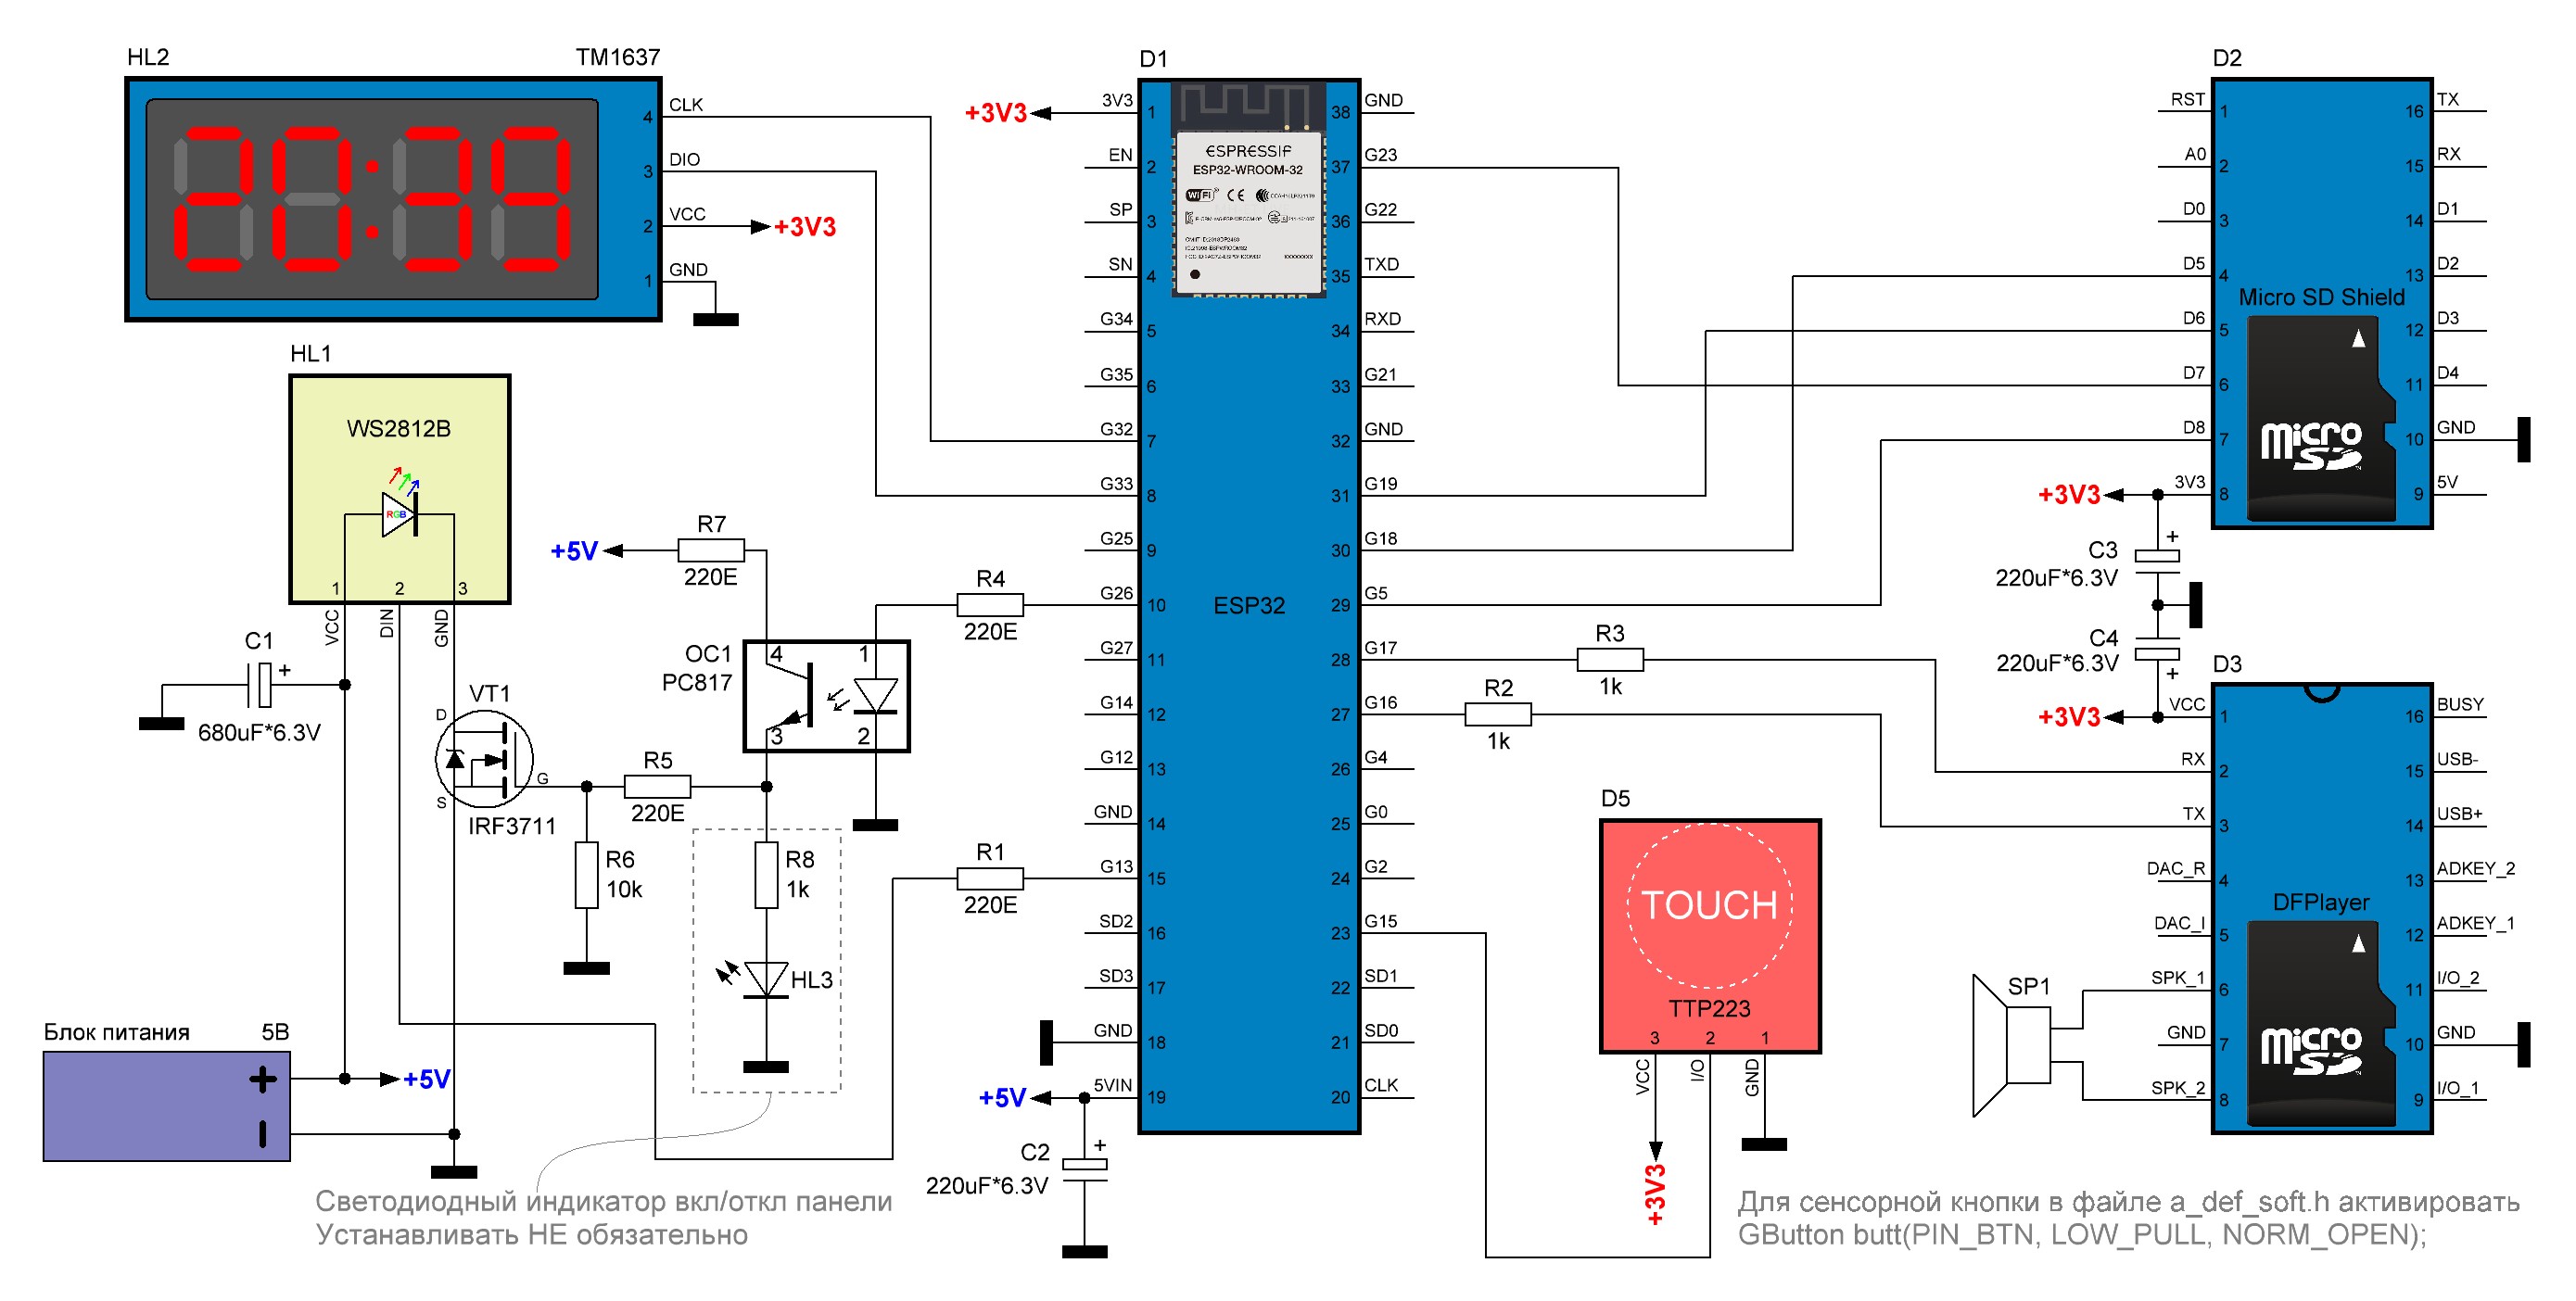 HL2
TM1637
4 CLK
3 DIO
2 VCC
+3V3
1 GND
HL1
WS2812B
RGB
1 2 3
VCC DIN GND
C1
+
680uF*6.3V
VT1
D
G
S
IRF3711
+5V
R7
220E
OC1
PC817
4 1
3 2
R4
220E
R5
220E
R6
10k
R8
1k
HL3
R1
220E
Блок питания 5В
+
+5V
–
Светодиодный индикатор вкл/откл панели
Устанавливать НЕ обязательно
D1
ESPRESSIF
ESP32-WROOM-32
WiFi
CE
ESP32
+3V3
3V3 1
EN 2
SP 3
SN 4
G34 5
G35 6
G32 7
G33 8
G25 9
G26 10
G27 11
G14 12
G12 13
GND 14
G13 15
SD2 16
SD3 17
GND 18
+5V
5VIN 19
C2
+
220uF*6.3V
38 GND
37 G23
36 G22
35 TXD
34 RXD
33 G21
32 GND
31 G19
30 G18
29 G5
28 G17
27 G16
26 G4
25 G0
24 G2
23 G15
22 SD1
21 SD0
20 CLK
R3
1k
R2
1k
D5
TOUCH
TTP223
3 2 1
VCC I/O GND
+3V3
D2
RST 1
A0 2
D0 3
D5 4
D6 5
D7 6
D8 7
3V3 8
16 TX
15 RX
14 D1
13 D2
12 D3
11 D4
10 GND
9 5V
Micro SD Shield
micro
SD
+3V3
+
C3
220uF*6.3V
C4
220uF*6.3V
+
+3V3
D3
VCC 1
RX 2
TX 3
DAC_R 4
DAC_I 5
SPK_1 6
GND 7
SPK_2 8
16 BUSY
15 USB-
14 USB+
13 ADKEY_2
12 ADKEY_1
11 I/O_2
10 GND
9 I/O_1
DFPlayer
micro
SD
SP1
Для сенсорной кнопки в файле a_def_soft.h активировать
GButton butt(PIN_BTN, LOW_PULL, NORM_OPEN);
20:39